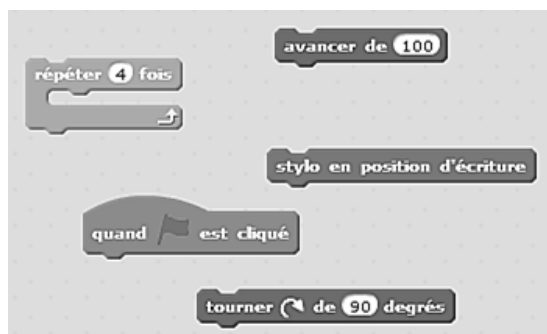 avancer de 100
répéter 4 fois
stylo en position d'écriture
quand est cliqué
tourner de 90 degrés